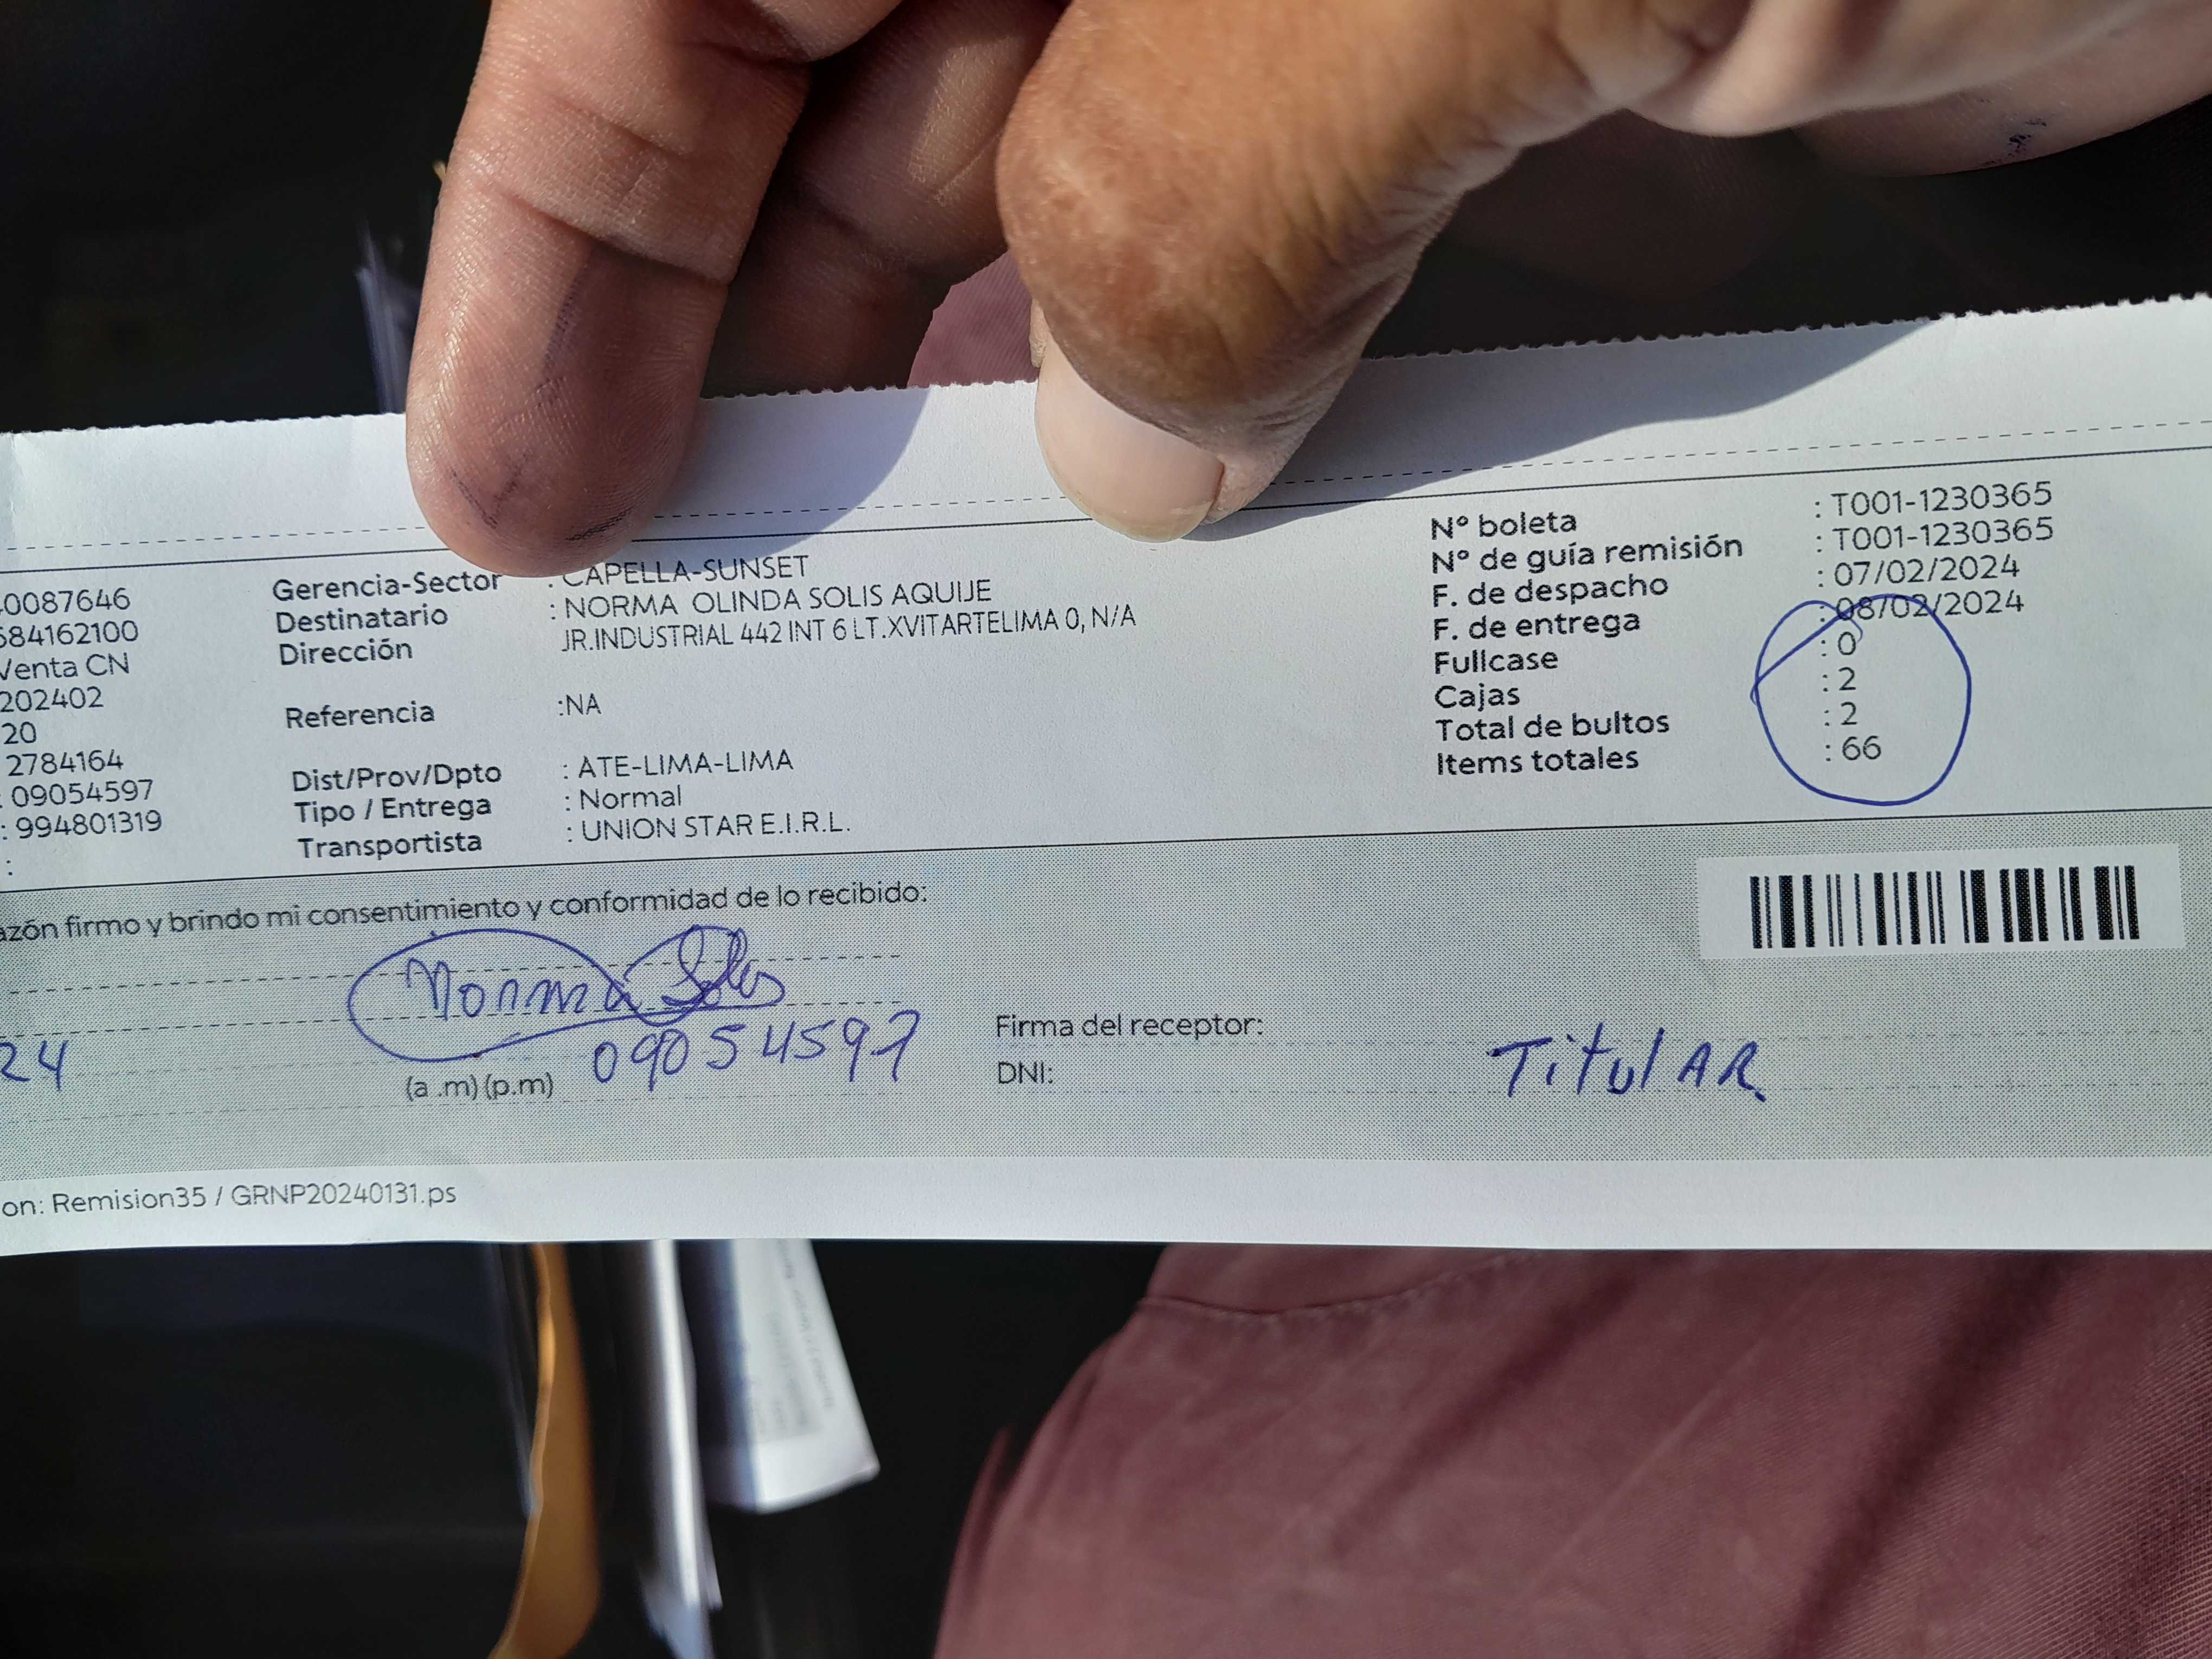 0087646
684162100
Venta CN
202402
20
2784164
: 09054597
: 994801319
:
Gerencia-Sector : CAPELLA-SUNSET
Destinatario : NORMA OLINDA SOLIS AQUIJE
Dirección JR.INDUSTRIAL 442 INT 6 LT.XVITARTELIMA 0, N/A
Referencia :NA
Dist/Prov/Dpto : ATE-LIMA-LIMA
Tipo / Entrega : Normal
Transportista : UNION STAR E.I.R.L.
Nº boleta : T001-1230365
Nº de guía remisión : T001-1230365
F. de despacho : 07/02/2024
F. de entrega : 08/02/2024
Fullcase : 0
Cajas : 2
Total de bultos : 2
Items totales : 66
azón firmo y brindo mi consentimiento y conformidad de lo recibido:
Norma Solis
24 (a .m) (p.m) 09054597
Firma del receptor:
DNI:
TitulAR
on: Remision35 / GRNP20240131.ps